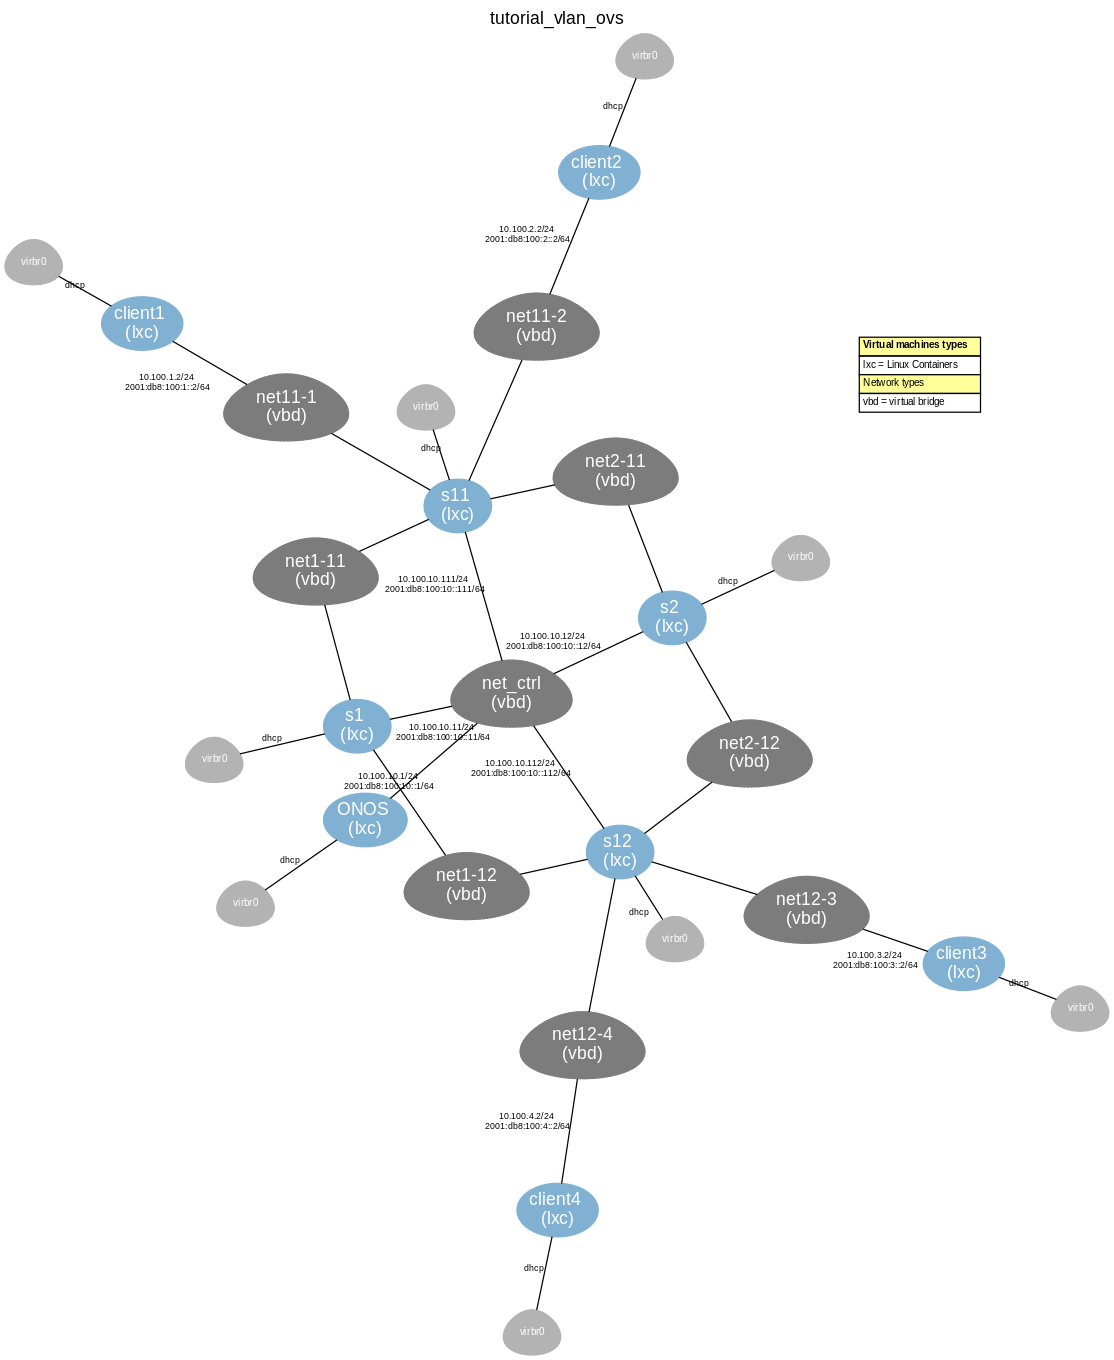 tutorial_vlan_ovs
virbr0
dhcp
client2
(lxc)
10.100.2.2/24
2001:db8:100:2::2/64
virbr0
dhcp
client1
(lxc)
net11-2
(vbd)
Virtual machines types
lxc = Linux Containers
Network types
vbd = virtual bridge
10.100.1.2/24
2001:db8:100:1::2/64
net11-1
(vbd)
virbr0
dhcp
net2-11
(vbd)
s11
(lxc)
net1-11
(vbd)
virbr0
dhcp
10.100.10.111/24
2001:db8:100:10::111/64
s2
(lxc)
10.100.10.12/24
2001:db8:100:10::12/64
net_ctrl
(vbd)
s1
(lxc)
10.100.10.11/24
2001:db8:100:10::11/64
dhcp
virbr0
net2-12
(vbd)
10.100.10.112/24
2001:db8:100:10::112/64
10.100.10.1/24
2001:db8:100:10::1/64
ONOS
(lxc)
s12
(lxc)
dhcp
virbr0
net1-12
(vbd)
dhcp
virbr0
net12-3
(vbd)
10.100.3.2/24
2001:db8:100:3::2/64
client3
(lxc)
dhcp
virbr0
net12-4
(vbd)
10.100.4.2/24
2001:db8:100:4::2/64
client4
(lxc)
dhcp
virbr0